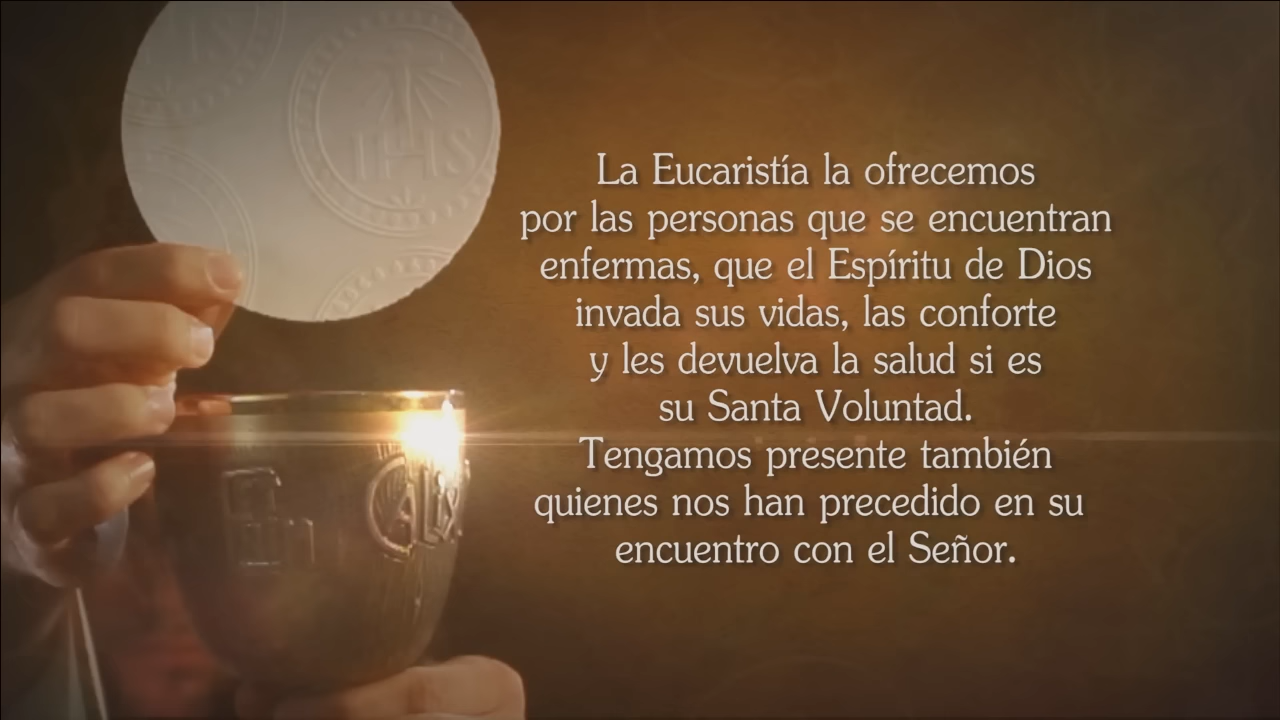 IHS
La Eucaristía la ofrecemos
por las personas que se encuentran
enfermas, que el Espíritu de Dios
invada sus vidas, las conforte
y les devuelva la salud si es
su Santa Voluntad.
Tengamos presente también
quienes nos han precedido en su
encuentro con el Señor.